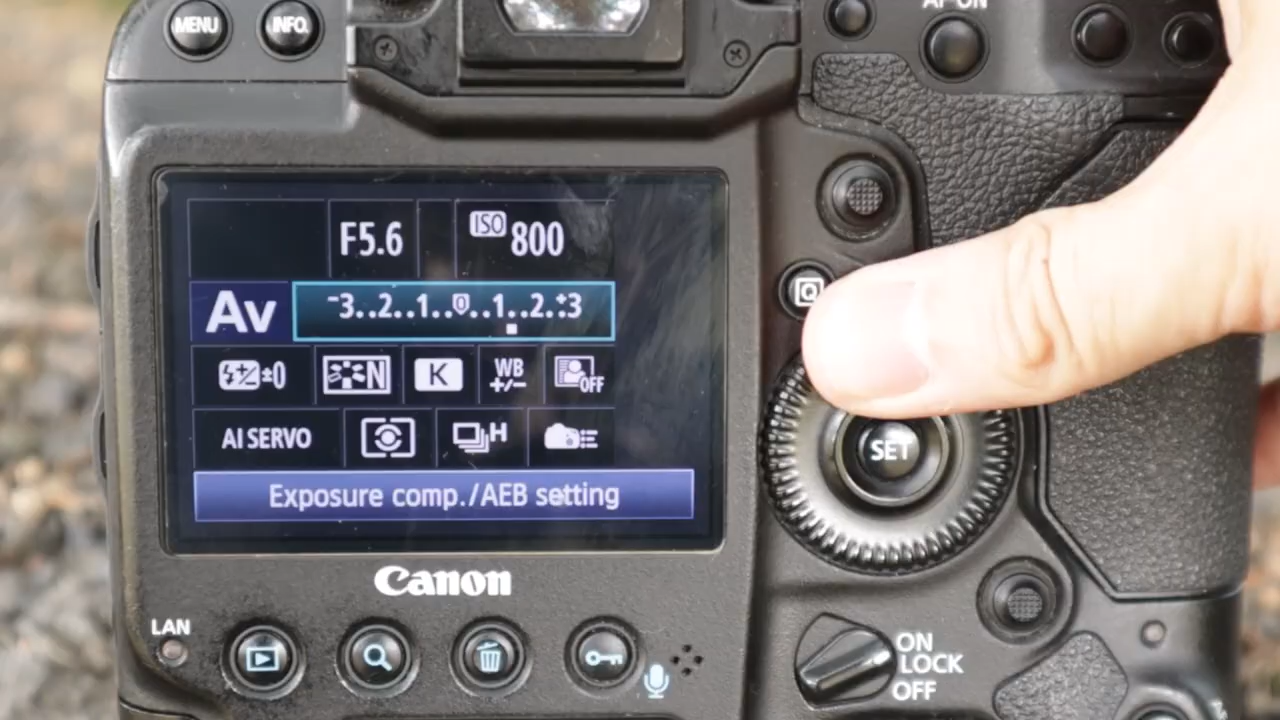 MENU INFO. AF-ON
F5.6 ISO 800
Q
Av -3..2..1..0..1..2.:+3
±0 N K WB +/- OFF
SET
AI SERVO H
Exposure comp./AEB setting
Canon
LAN
ON
LOCK
OFF